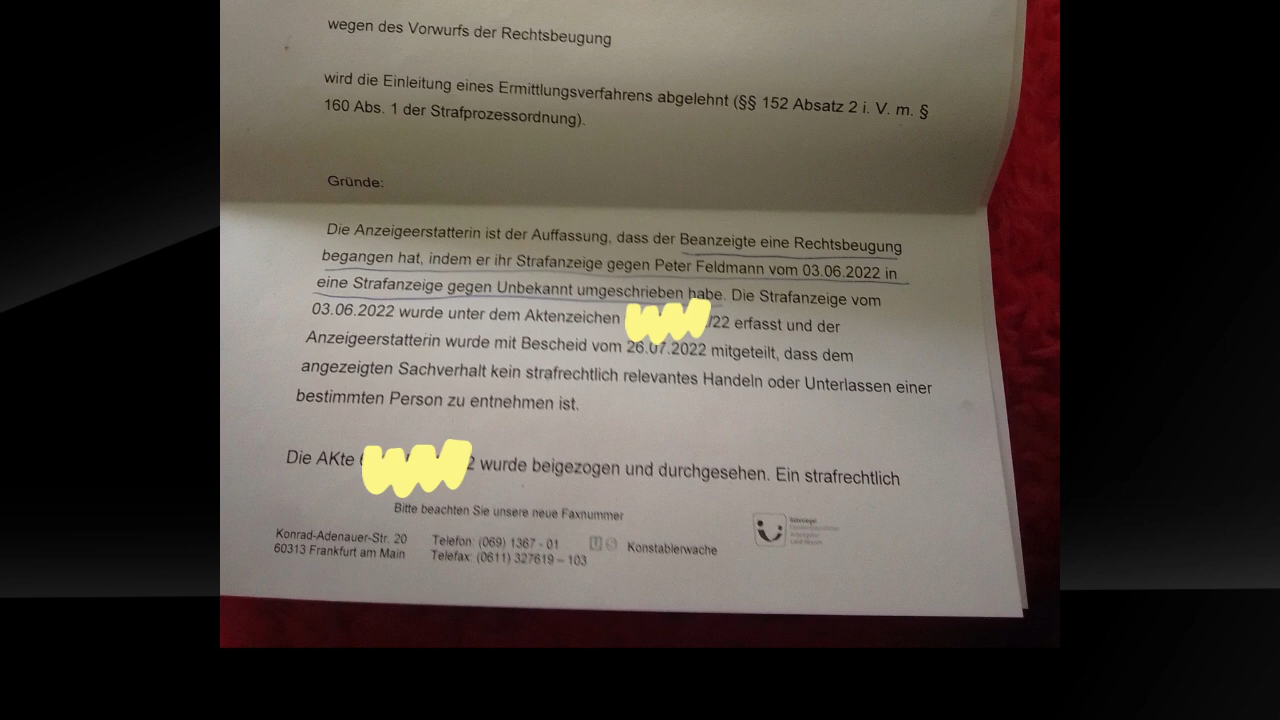 wegen des Vorwurfs der Rechtsbeugung
wird die Einleitung eines Ermittlungsverfahrens abgelehnt (§§ 152 Absatz 2 i. V. m. §
160 Abs. 1 der Strafprozessordnung).
Gründe:
Die Anzeigeerstatterin ist der Auffassung, dass der Beanzeigte eine Rechtsbeugung
begangen hat, indem er ihr Strafanzeige gegen Peter Feldmann vom 03.06.2022 in
eine Strafanzeige gegen Unbekannt umgeschrieben habe. Die Strafanzeige vom
03.06.2022 wurde unter dem Aktenzeichen /22 erfasst und der
Anzeigeerstatterin wurde mit Bescheid vom 26.07.2022 mitgeteilt, dass dem
angezeigten Sachverhalt kein strafrechtlich relevantes Handeln oder Unterlassen einer
bestimmten Person zu entnehmen ist.
Die AKte 2 wurde beigezogen und durchgesehen. Ein strafrechtlich
Bitte beachten Sie unsere neue Faxnummer
Konrad-Adenauer-Str. 20 Telefon: (069) 1367 - 01 Konstablerwache
60313 Frankfurt am Main Telefax: (0611) 327619 – 103